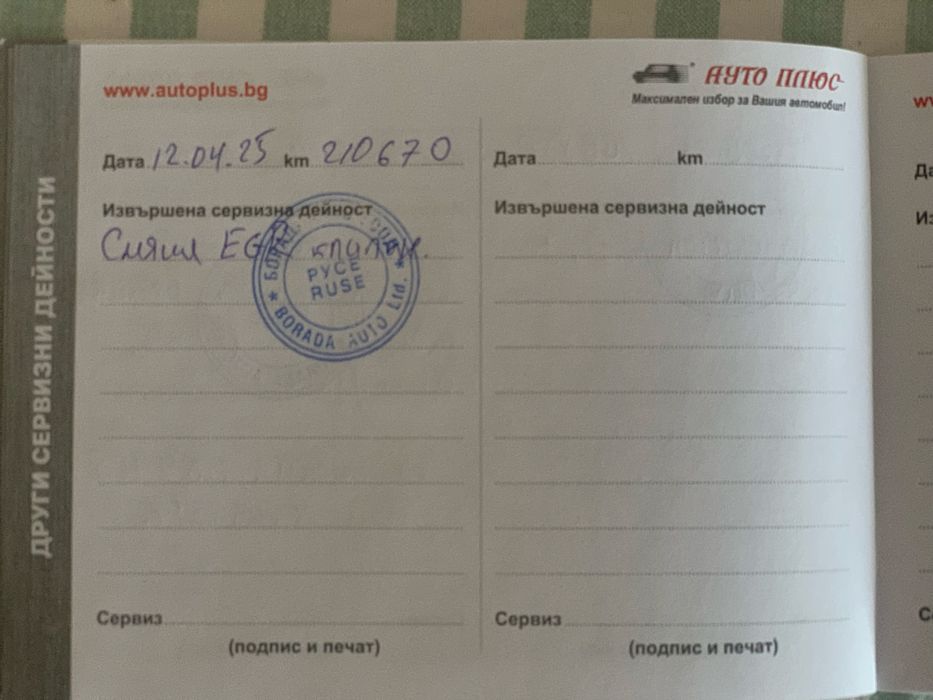 www.autoplus.bg
АУТО ПЛЮС
Максимален избор за Вашия автомобил!
ДРУГИ СЕРВИЗНИ ДЕЙНОСТИ
Дата 12.04.25 km 210670
Извършена сервизна дейност
EGR клапан.
РУСЕ
RUSE
BORADA AUTO Ltd.
Сервиз
(подпис и печат)
Дата km
Извършена сервизна дейност
Сервиз
(подпис и печат)